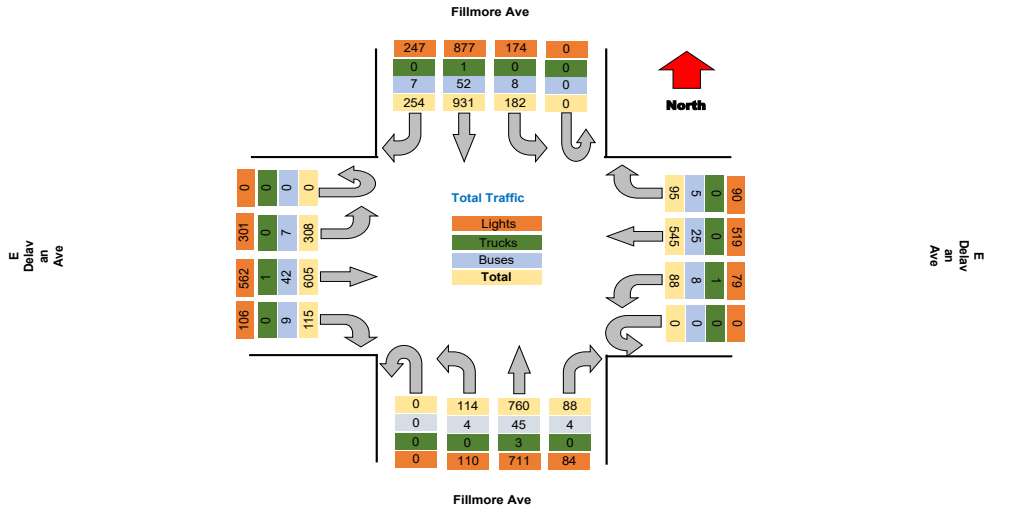 Fillmore Ave
247 877 174 0
0 1 0 0
7 52 8 0
254 931 182 0
North
0 0 0 0
301 0 7 308
562 1 42 605
106 0 9 115
E
Delav
an
Ave
Total Traffic
Lights
Trucks
Buses
Total
95 5 0 90
545 25 0 519
88 8 1 79
0 0 0 0
E
Delav
an
Ave
0 114 760 88
0 4 45 4
0 0 3 0
0 110 711 84
Fillmore Ave